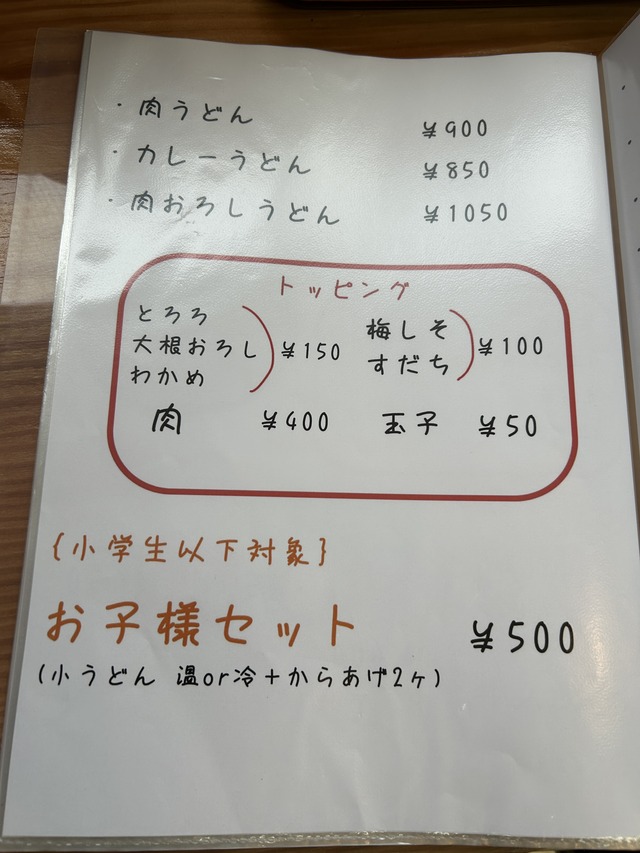 ・肉うどん ¥900
・カレーうどん ¥850
・肉おろしうどん ¥1050
トッピング
とろろ
大根おろし ¥150
わかめ
梅しそ
すだち ¥100
肉 ¥400 玉子 ¥50
{小学生以下対象}
お子様セット ¥500
(小うどん 温or冷+からあげ2ヶ)